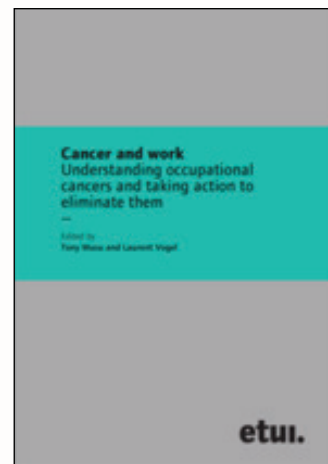 Cancer and work
Understanding occupational
cancers and taking action to
eliminate them
—
Edited by
Tony Musu and Laurent Vogel
etui.